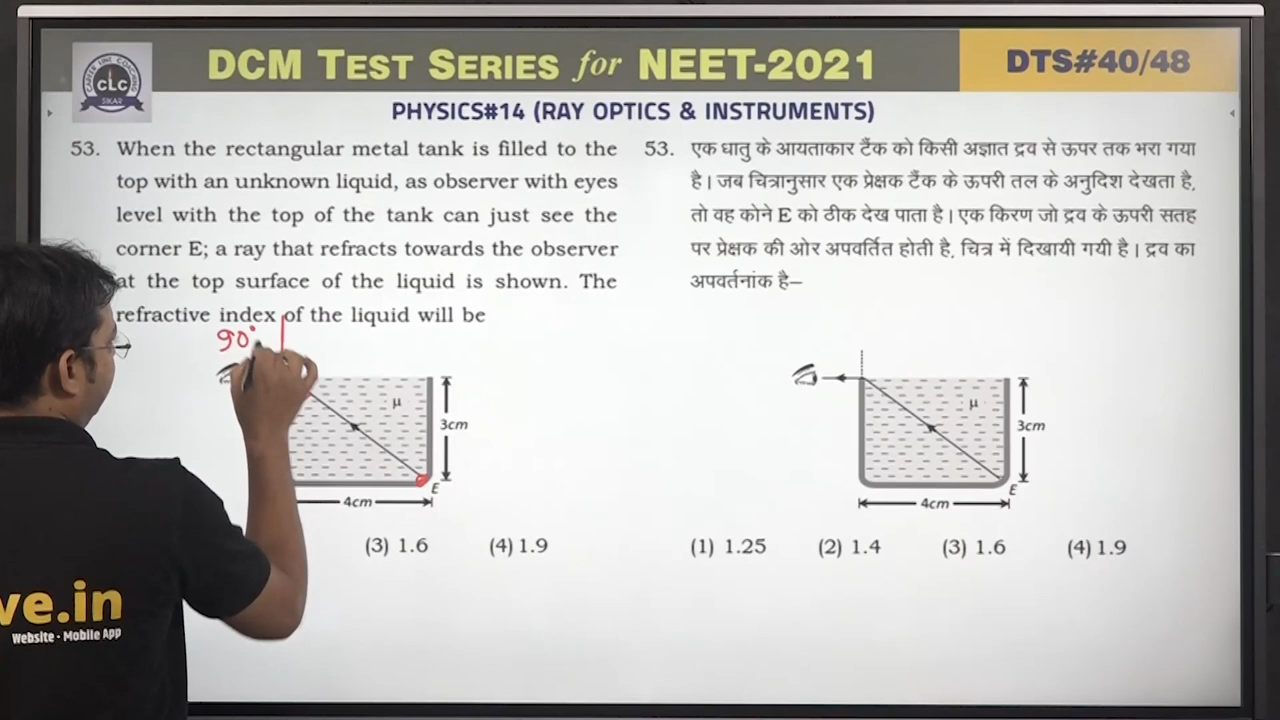 DCM TEST SERIES for NEET-2021
DTS#40/48
CAREER LINE COACHING
CLC
SIKAR
PHYSICS#14 (RAY OPTICS & INSTRUMENTS)
53. When the rectangular metal tank is filled to the
top with an unknown liquid, as observer with eyes
level with the top of the tank can just see the
corner E; a ray that refracts towards the observer
at the top surface of the liquid is shown. The
refractive index of the liquid will be
90°
μ
3cm
E
4cm
(3) 1.6 (4) 1.9
53. एक धातु के आयताकार टैंक को किसी अज्ञात द्रव से ऊपर तक भरा गया
है। जब चित्रानुसार एक प्रेक्षक टैंक के ऊपरी तल के अनुदिश देखता है,
तो वह कोने E को ठीक देख पाता है। एक किरण जो द्रव के ऊपरी सतह
पर प्रेक्षक की ओर अपवर्तित होती है, चित्र में दिखायी गयी है। द्रव का
अपवर्तनांक है–
μ
3cm
E
4cm
(1) 1.25 (2) 1.4 (3) 1.6 (4) 1.9
ve.in
Website • Mobile App